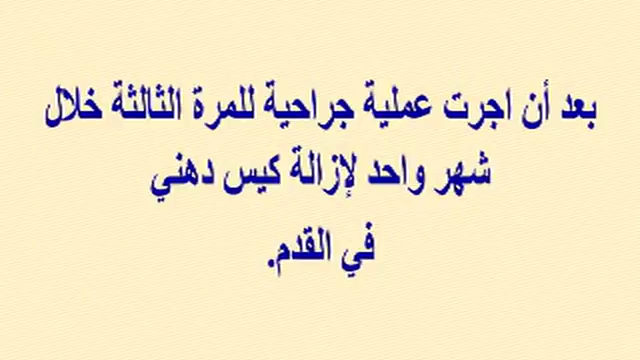 بعد أن اجرت عملية جراحية للمرة الثالثة خلال
شهر واحد لإزالة كيس دهني
في القدم.